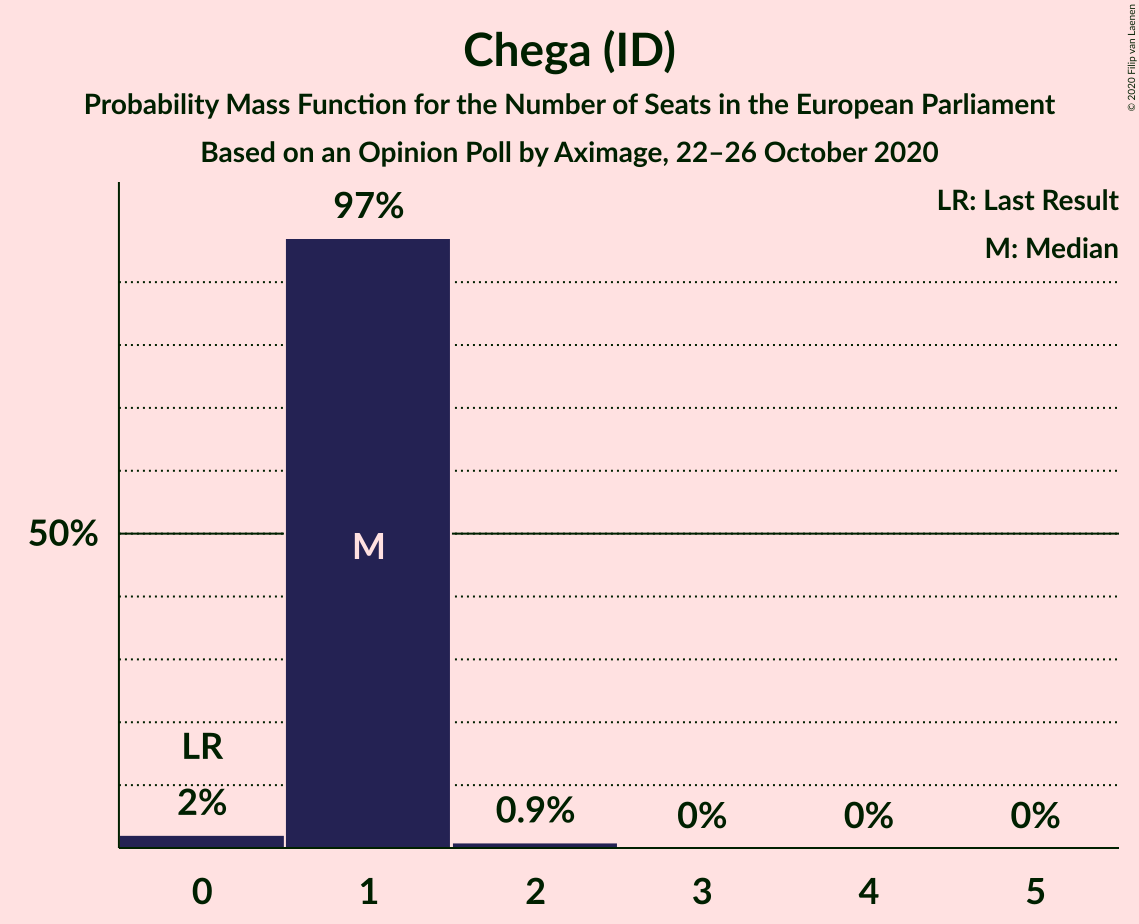 Chega (ID)
Probability Mass Function for the Number of Seats in the European Parliament
Based on an Opinion Poll by Aximage, 22–26 October 2020
© 2020 Filip van Laenen
LR: Last Result
M: Median
97%
50%
M
LR
2%
0.9%
0%
0%
0%
0
1
2
3
4
5